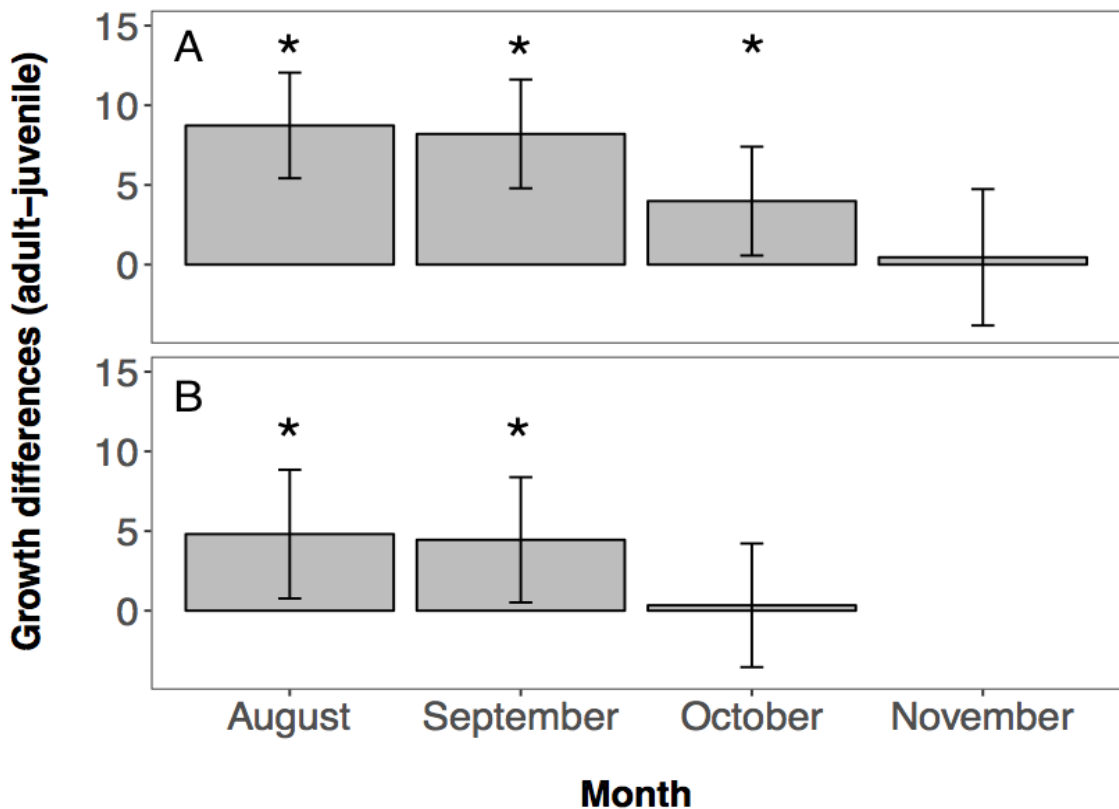 Growth differences (adult–juvenile)
A
* * *
15
10
5
0
B
* *
15
10
5
0
August September October November
Month